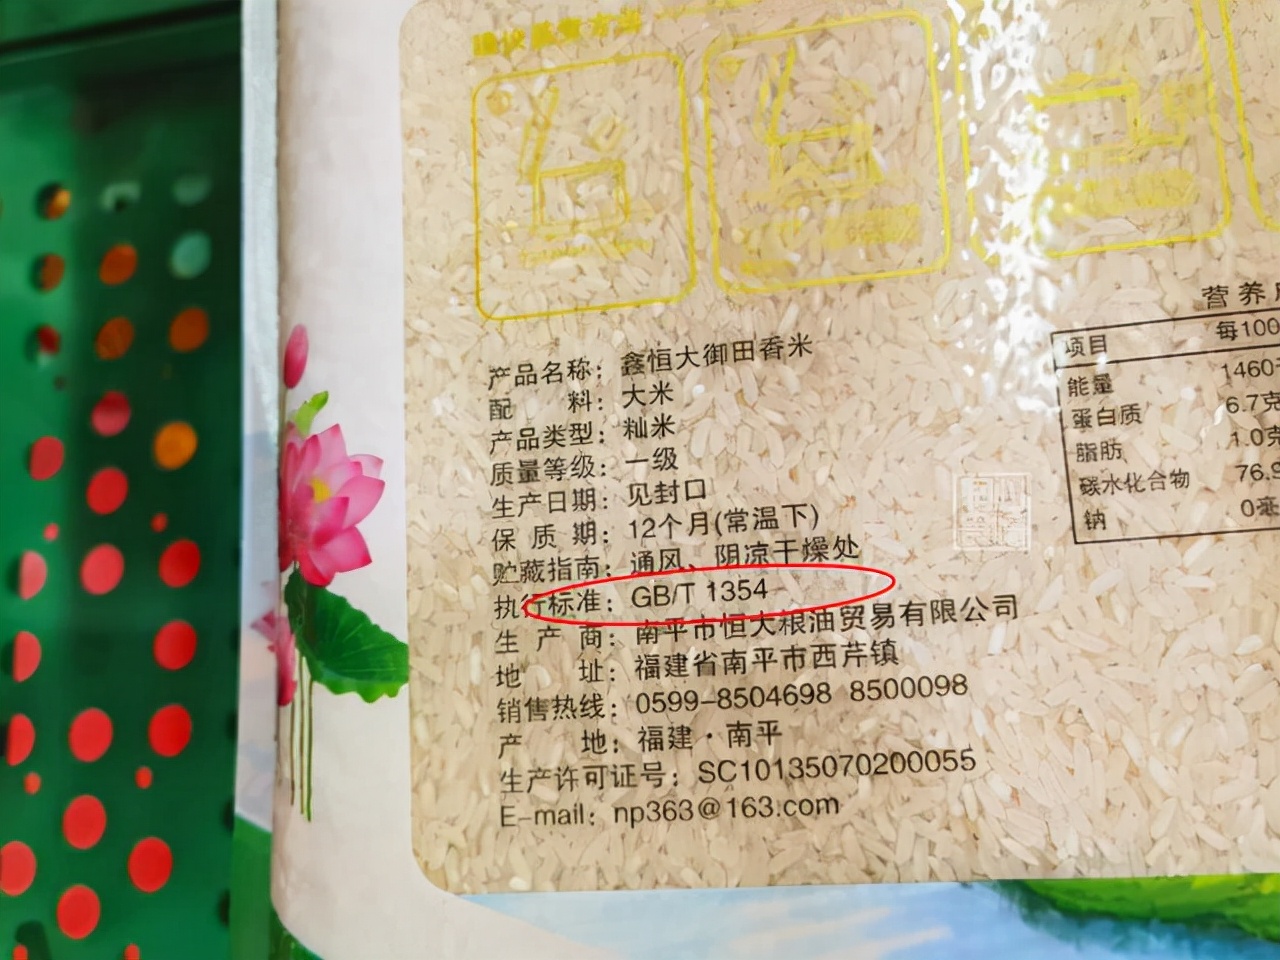 产品名称：鑫恒大御田香米
配料：大米
产品类型：籼米
质量等级：一级
生产日期：见封口
保质期：12个月(常温下)
贮藏指南：通风、阴凉干燥处
执行标准：GB/T 1354
生产商：南平市恒大粮油贸易有限公司
地址：福建省南平市西芹镇
销售热线：0599-8504698 8500098
产地：福建·南平
生产许可证号：SC10135070200055
E-mail：np363@163.com
营养
项目 每100
能量 1460
蛋白质 6.7克
脂肪 1.0克
碳水化合物 76.9
钠 0毫